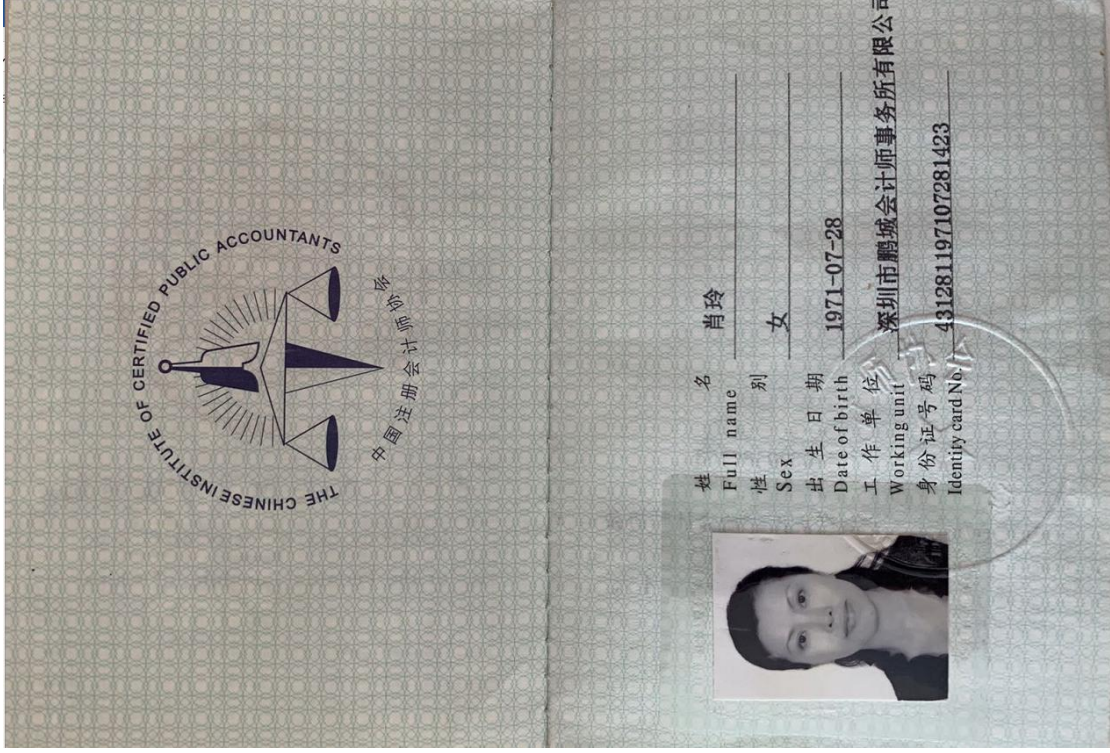 THE CHINESE INSTITUTE OF CERTIFIED PUBLIC ACCOUNTANTS
中国注册会计师协会
姓 名 肖玲
Full name
性 别 女
Sex
出 生 日 期 1971-07-28
Date of birth
工 作 单 位 深圳市鹏城会计师事务所有限公司
Working unit
身份证号码 431281197107281423
Identity card No.